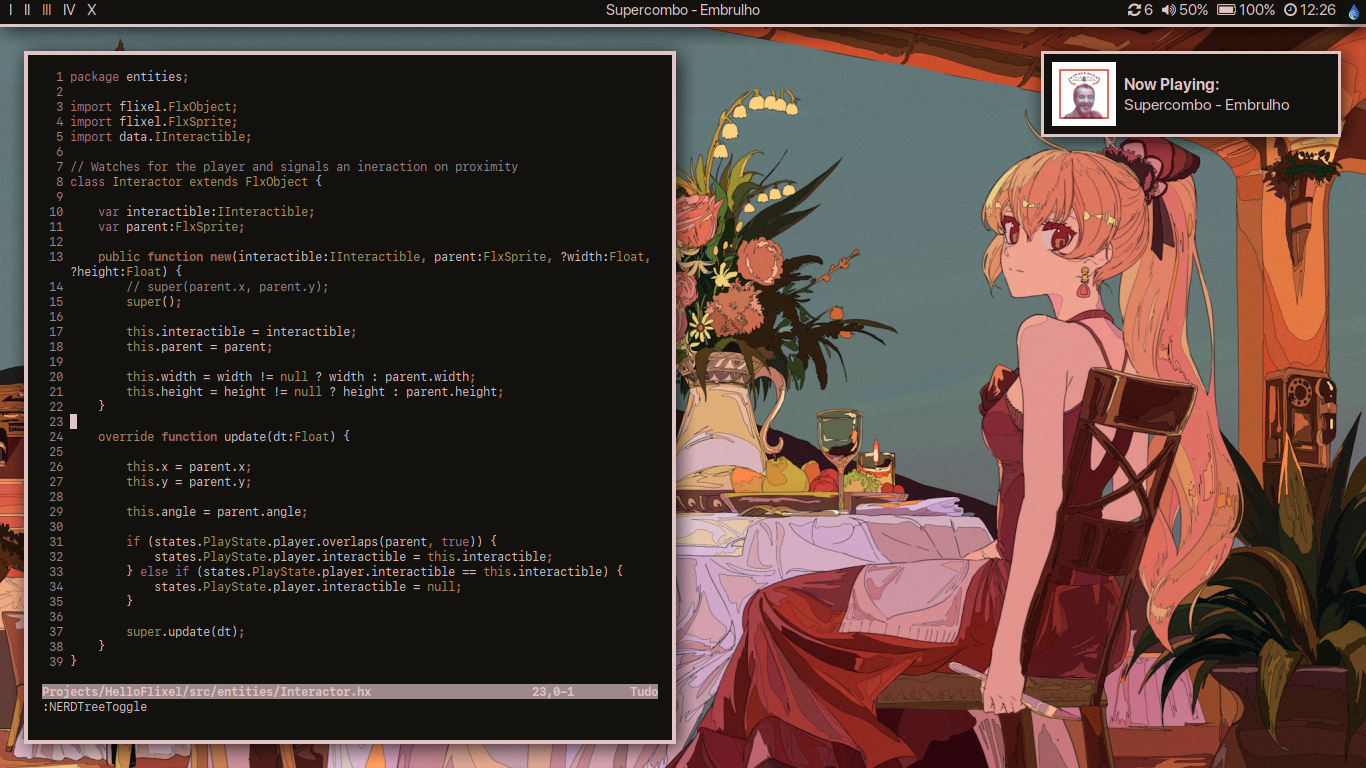 I II III IV X
Supercombo - Embrulho
6 50% 100% 12:26
Now Playing:
Supercombo - Embrulho
1 package entities;
2
3 import flixel.FlxObject;
4 import flixel.FlxSprite;
5 import data.IInteractible;
6
7 // Watches for the player and signals an ineraction on proximity
8 class Interactor extends FlxObject {
9
10 var interactible:IInteractible;
11 var parent:FlxSprite;
12
13 public function new(interactible:IInteractible, parent:FlxSprite, ?width:Float,
?height:Float) {
14 // super(parent.x, parent.y);
15 super();
16
17 this.interactible = interactible;
18 this.parent = parent;
19
20 this.width = width != null ? width : parent.width;
21 this.height = height != null ? height : parent.height;
22 }
23
24 override function update(dt:Float) {
25
26 this.x = parent.x;
27 this.y = parent.y;
28
29 this.angle = parent.angle;
30
31 if (states.PlayState.player.overlaps(parent, true)) {
32 states.PlayState.player.interactible = this.interactible;
33 } else if (states.PlayState.player.interactible == this.interactible) {
34 states.PlayState.player.interactible = null;
35 }
36
37 super.update(dt);
38 }
39 }
Projects/HelloFlixel/src/entities/Interactor.hx 23,0-1 Tudo
:NERDTreeToggle